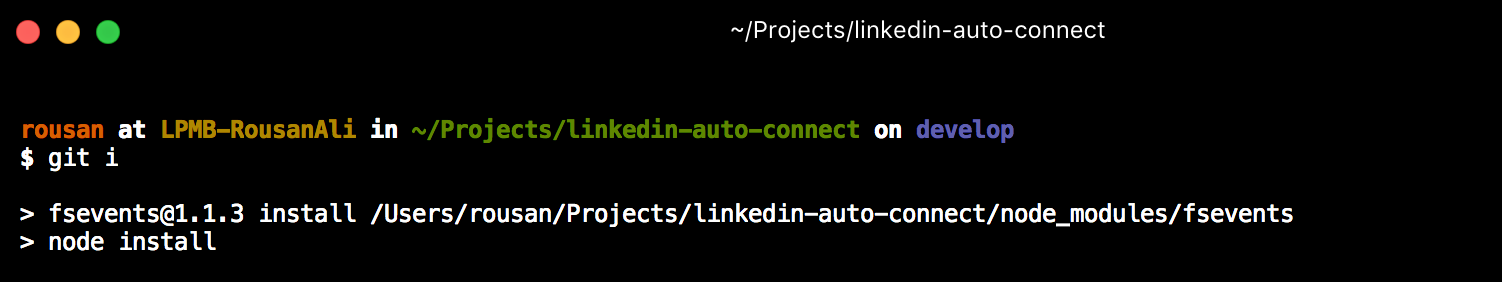 ~/Projects/linkedin-auto-connect
rousan at LPMB-RousanAli in ~/Projects/linkedin-auto-connect on develop
$ git i
> fsevents@1.1.3 install /Users/rousan/Projects/linkedin-auto-connect/node_modules/fsevents
> node install